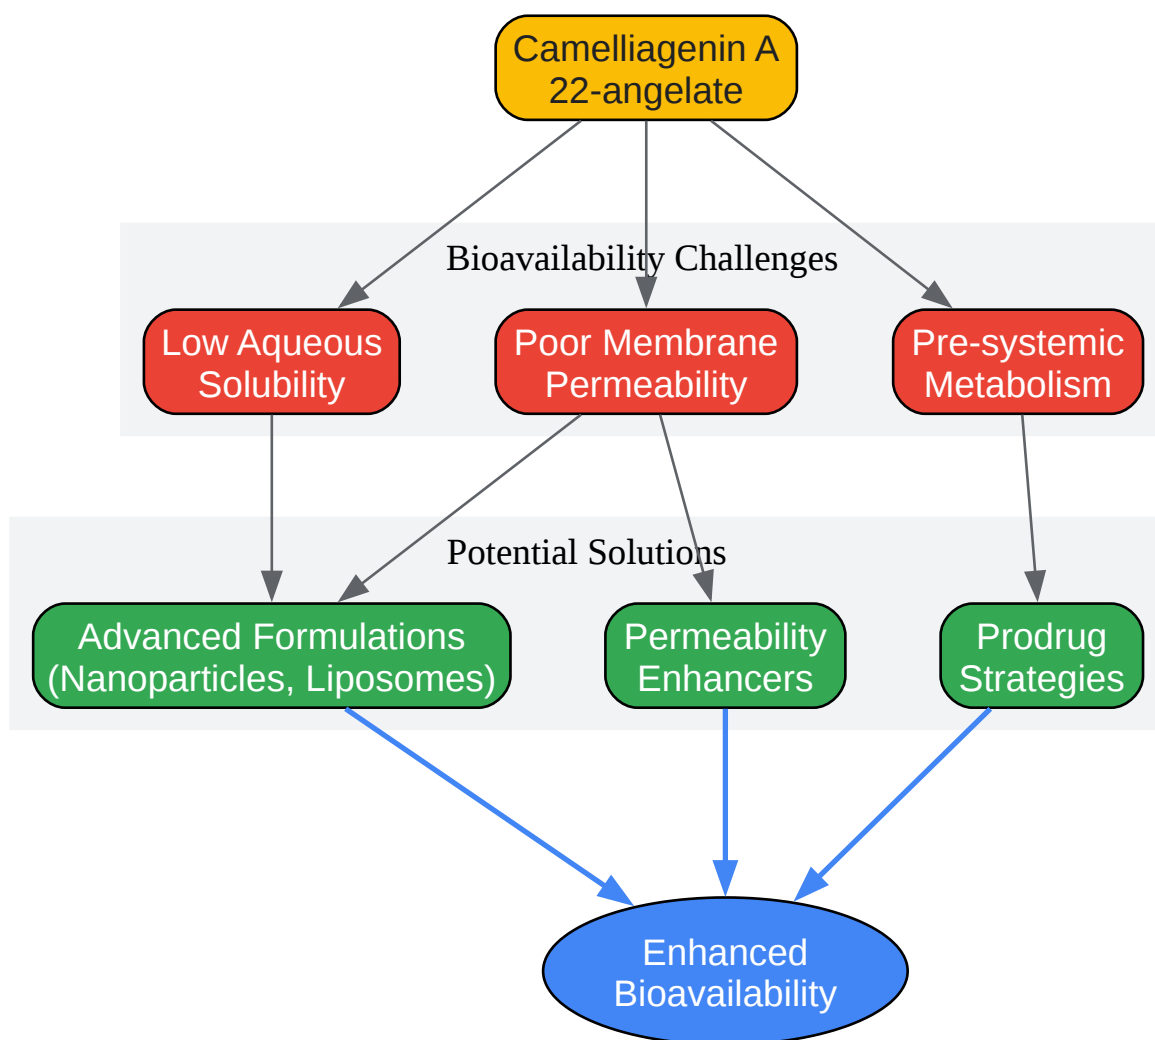 Camelliagenin A
22-angelate
Bioavailability Challenges
Low Aqueous
Solubility
Poor Membrane
Permeability
Pre-systemic
Metabolism
Potential Solutions
Advanced Formulations
(Nanoparticles, Liposomes)
Permeability
Enhancers
Prodrug
Strategies
Enhanced
Bioavailability